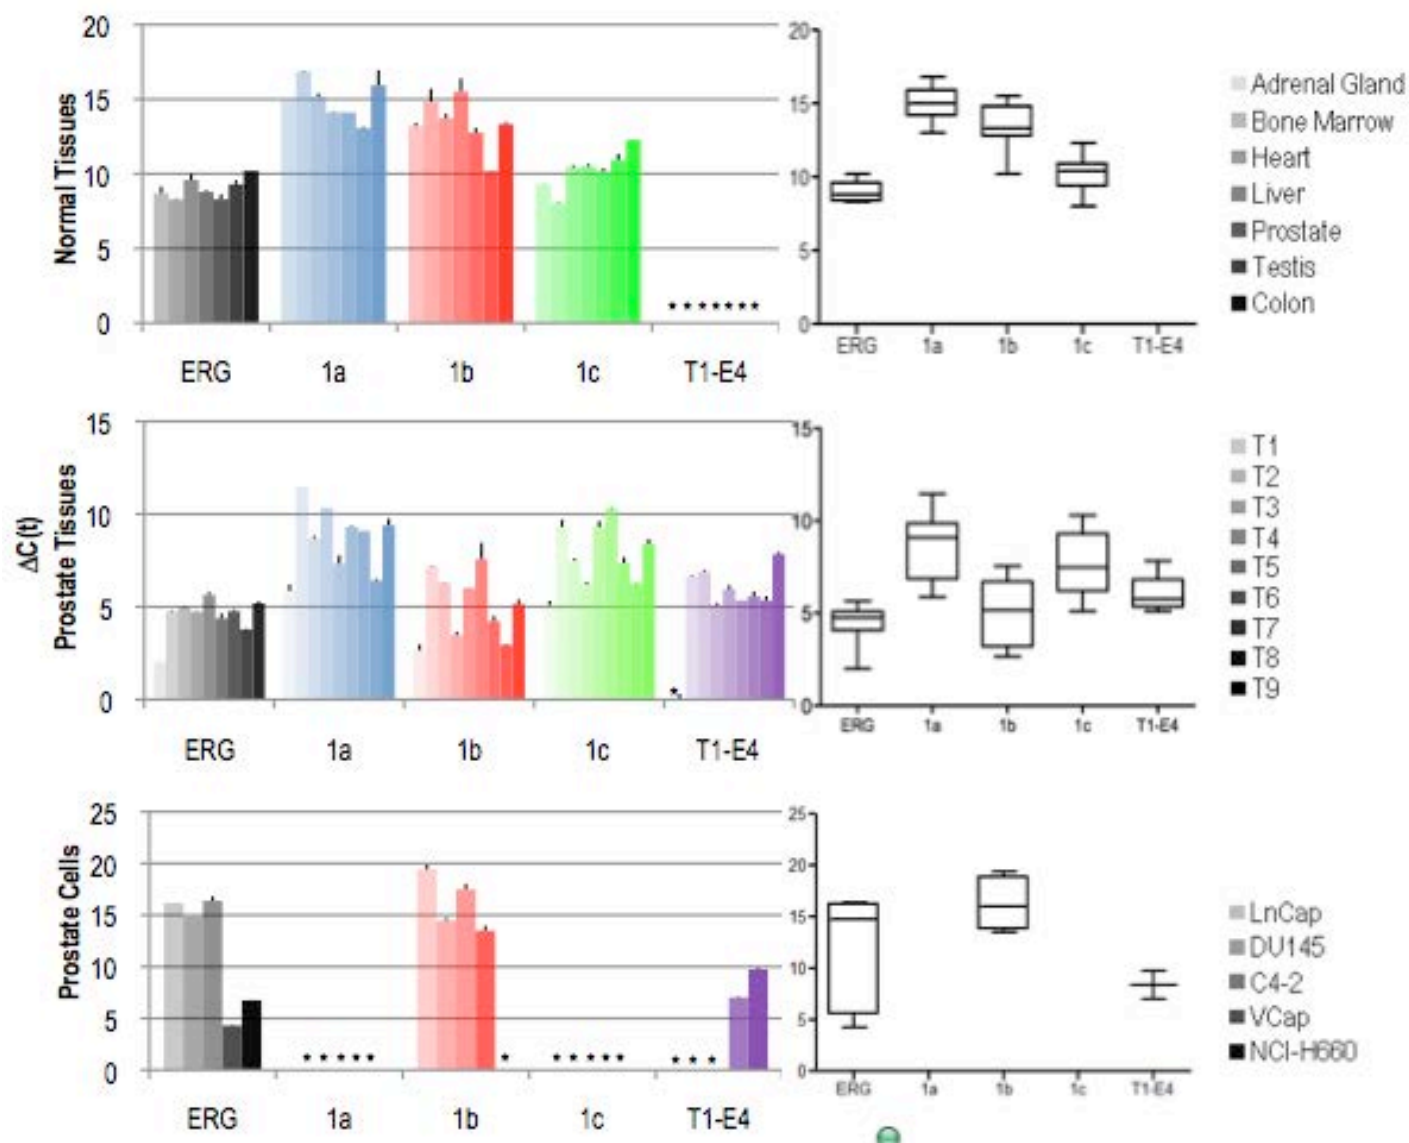 20
15
10
5
0
Normal Tissues
ERG 1a 1b 1c T1-E4
★★★★★★★
20
15
10
5
0
ERG 1a 1b 1c T1-E4
Adrenal Gland
Bone Marrow
Heart
Liver
Prostate
Testis
Colon
ΔC(t)
15
10
5
0
Prostate Tissues
★
ERG 1a 1b 1c T1-E4
15
10
5
0
ERG 1a 1b 1c T1-E4
T1
T2
T3
T4
T5
T6
T7
T8
T9
25
20
15
10
5
0
Prostate Cells
★★★★★ ★ ★★★★★ ★★★
ERG 1a 1b 1c T1-E4
25
20
15
10
5
0
ERG 1a 1b 1c T1-E4
LnCap
DU145
C4-2
VCap
NCI-H660